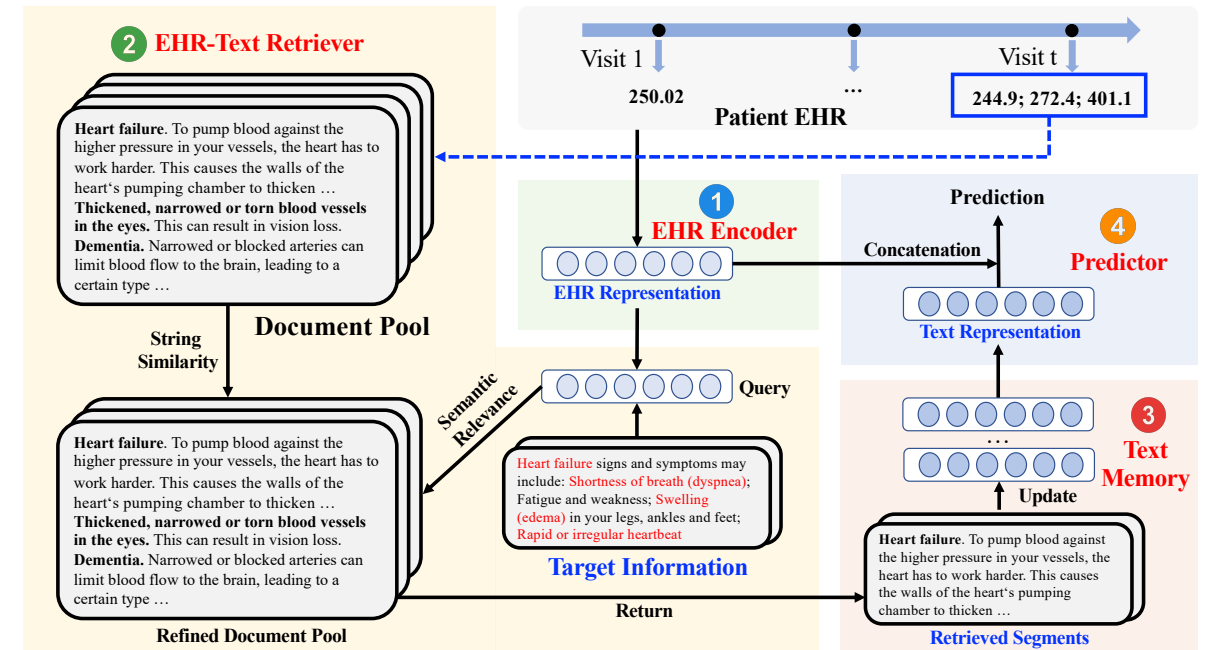 2 EHR-Text Retriever
Heart failure. To pump blood against the
higher pressure in your vessels, the heart has to
work harder. This causes the walls of the
heart‘s pumping chamber to thicken …
Thickened, narrowed or torn blood vessels
in the eyes. This can result in vision loss.
Dementia. Narrowed or blocked arteries can
limit blood flow to the brain, leading to a
certain type …
Document Pool
String
Similarity
Heart failure. To pump blood against the
higher pressure in your vessels, the heart has to
work harder. This causes the walls of the
heart‘s pumping chamber to thicken …
Thickened, narrowed or torn blood vessels
in the eyes. This can result in vision loss.
Dementia. Narrowed or blocked arteries can
limit blood flow to the brain, leading to a
certain type …
Refined Document Pool
Visit 1
Visit t
250.02
...
244.9; 272.4; 401.1
Patient EHR
1
EHR Encoder
EHR Representation
Query
Semantic
Relevance
Heart failure signs and symptoms may
include: Shortness of breath (dyspnea);
Fatigue and weakness; Swelling
(edema) in your legs, ankles and feet;
Rapid or irregular heartbeat
Target Information
Return
Prediction
4
Predictor
Concatenation
Text Representation
3
Text
Memory
…
Update
Heart failure. To pump blood against
the higher pressure in your vessels, the
heart has to work harder. This causes
the walls of the heart‘s pumping
chamber to thicken …
Retrieved Segments